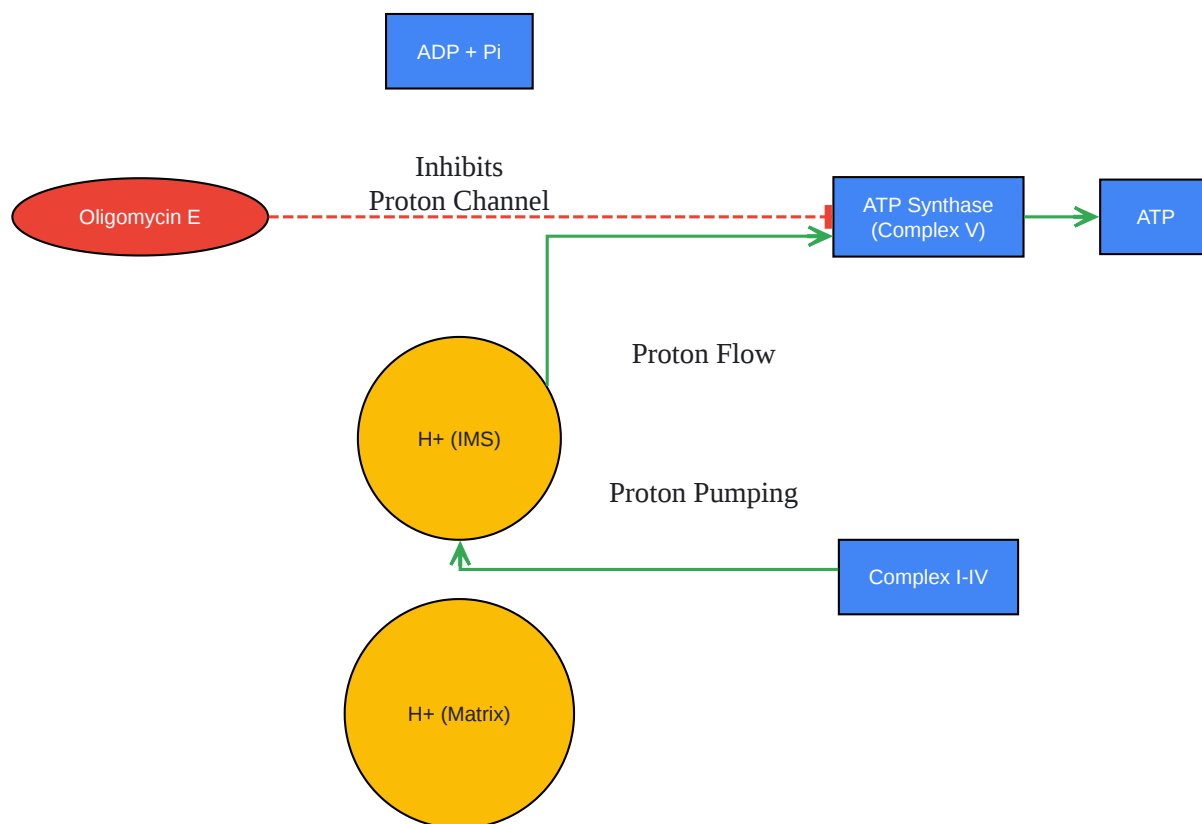 ADP + Pi
Inhibits
Proton Channel
Oligomycin E
ATP Synthase
(Complex V)
ATP
Proton Flow
H+ (IMS)
Proton Pumping
Complex I-IV
H+ (Matrix)